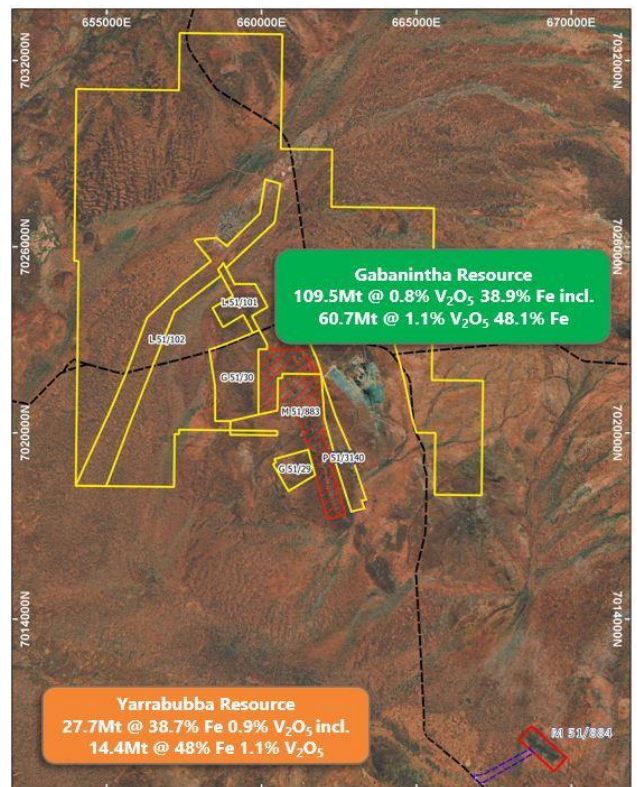 655000E 660000E 665000E 670000E
7032000N 7032000N
7026000N 7026000N
Gabanintha Resource
109.5Mt @ 0.8% V₂O₅ 38.9% Fe incl.
60.7Mt @ 1.1% V₂O₅ 48.1% Fe
L 51/101
L 51/102
G 51/30
M 51/883
7020000N 7020000N
P 51/3140
G 51/29
7014000N 7014000N
Yarrabubba Resource
27.7Mt @ 38.7% Fe 0.9% V₂O₅ incl.
14.4Mt @ 48% Fe 1.1% V₂O₅
M 51/884